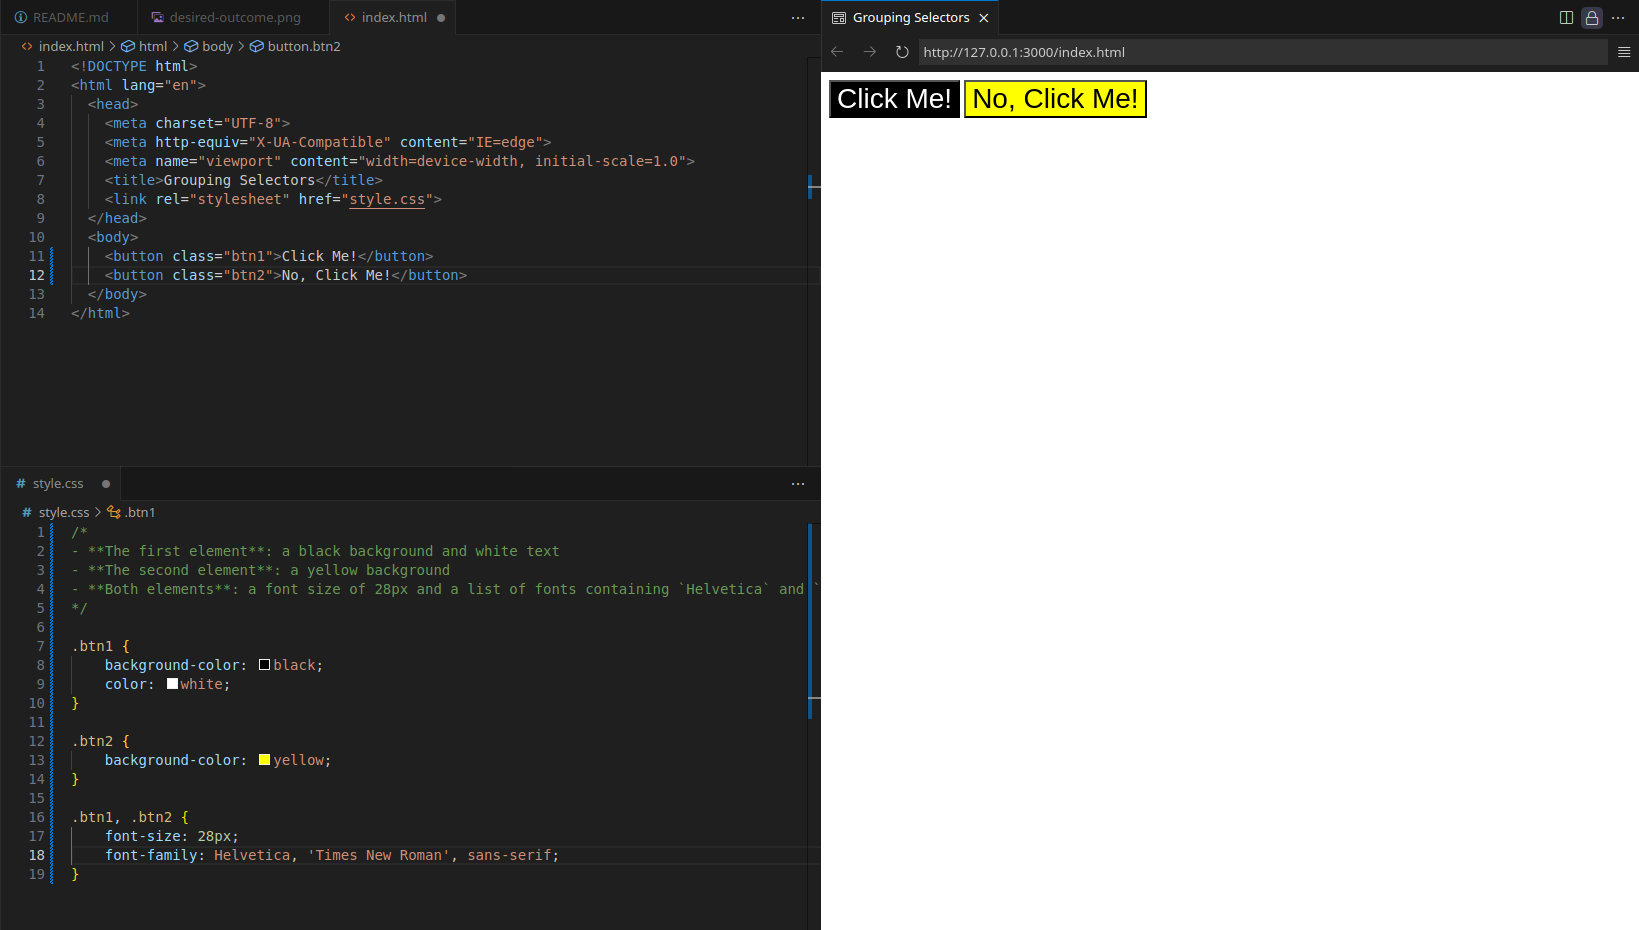 README.md desired-outcome.png index.html
index.html > html > body > button.btn2
1 <!DOCTYPE html>
2 <html lang="en">
3 <head>
4 <meta charset="UTF-8">
5 <meta http-equiv="X-UA-Compatible" content="IE=edge">
6 <meta name="viewport" content="width=device-width, initial-scale=1.0">
7 <title>Grouping Selectors</title>
8 <link rel="stylesheet" href="style.css">
9 </head>
10 <body>
11 <button class="btn1">Click Me!</button>
12 <button class="btn2">No, Click Me!</button>
13 </body>
14 </html>
# style.css
# style.css > .btn1
1 /*
2 - **The first element**: a black background and white text
3 - **The second element**: a yellow background
4 - **Both elements**: a font size of 28px and a list of fonts containing `Helvetica` and `
5 */
6
7 .btn1 {
8 background-color: black;
9 color: white;
10 }
11
12 .btn2 {
13 background-color: yellow;
14 }
15
16 .btn1, .btn2 {
17 font-size: 28px;
18 font-family: Helvetica, 'Times New Roman', sans-serif;
19 }
Grouping Selectors
http://127.0.0.1:3000/index.html
Click Me! No, Click Me!